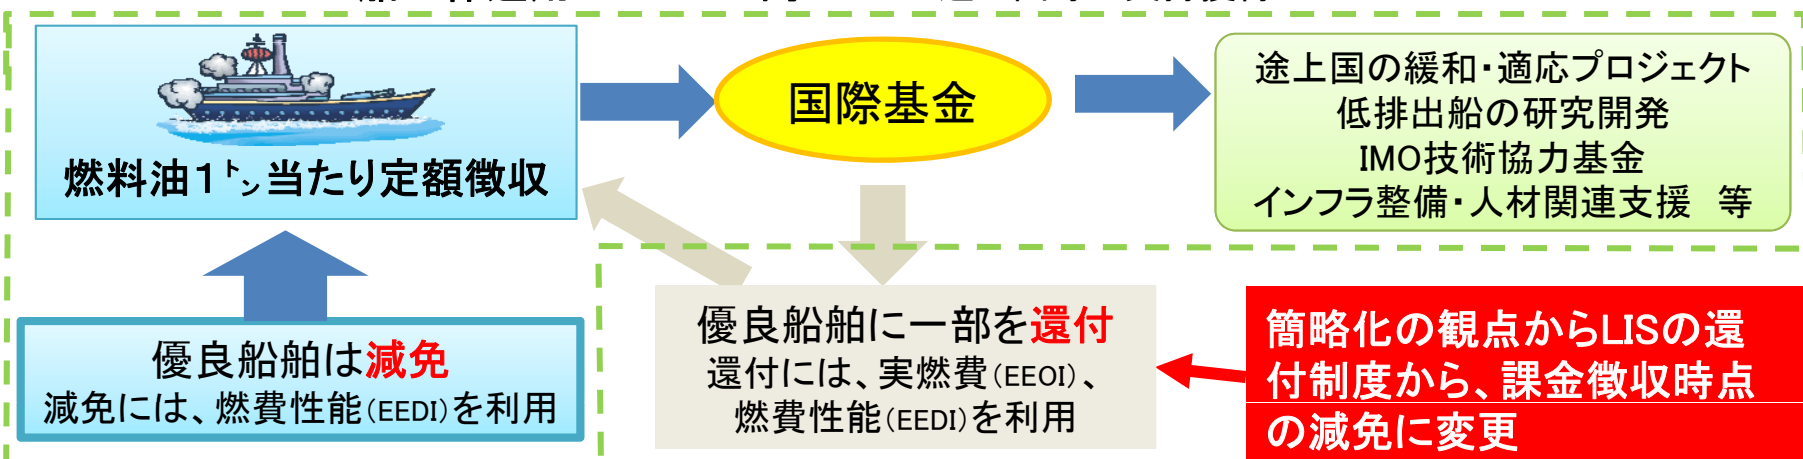 燃料油１㌧当たり定額徴収
国際基金
途上国の緩和・適応プロジェクト
低排出船の研究開発
IMO技術協力基金
インフラ整備・人材関連支援　等
優良船舶は減免
減免には、燃費性能（EEDI）を利用
優良船舶に一部を還付
還付には、実燃費（EEOI）、
燃費性能（EEDI）を利用
簡略化の観点からLISの還
付制度から、課金徴収時点
の減免に変更